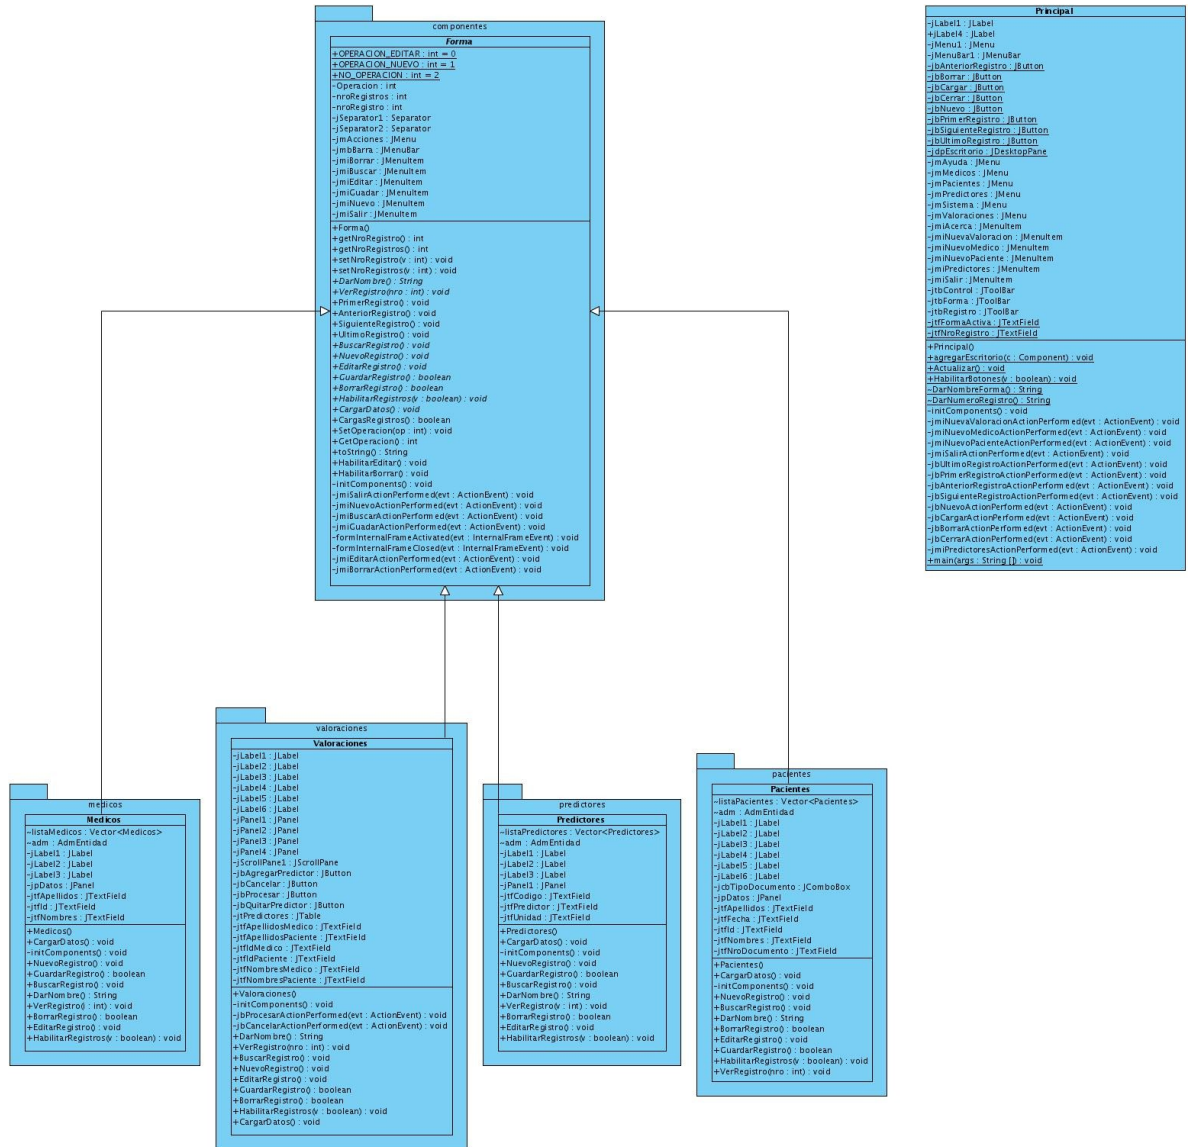 componentes
Forma
+OPERACION_EDITAR : int = 0
+OPERACION_NUEVO : int = 1
+NO_OPERACION : int = 2
-Operacion : int
-nroRegistros : int
-nroRegistro : int
-jSeparator1 : Separator
-jSeparator2 : Separator
-jmAcciones : JMenu
-jmbBarra : JMenuBar
-jmiBorrar : JMenuItem
-jmiBuscar : JMenuItem
-jmiEditar : JMenuItem
-jmiGuadar : JMenuItem
-jmiNuevo : JMenuItem
-jmiSalir : JMenuItem
+Forma()
+getNroRegistro() : int
+getNroRegistros() : int
+setNroRegistro(v : int) : void
+setNroRegistros(v : int) : void
+DarNombre() : String
+VerRegistro(nro : int) : void
+PrimerRegistro() : void
+AnteriorRegistro() : void
+SiguienteRegistro() : void
+UltimoRegistro() : void
+BuscarRegistro() : void
+NuevoRegistro() : void
+EditarRegistro() : void
+GuardarRegistro() : boolean
+BorrarRegistro() : boolean
+HabilitarRegistros(v : boolean) : void
+CargarDatos() : void
+CargasRegistros() : boolean
+SetOperacion(op : int) : void
+GetOperacion() : int
+toString() : String
+HabilitarEditar() : void
+HabilitarBorrar() : void
-initComponents() : void
-jmiSalirActionPerformed(evt : ActionEvent) : void
-jmiNuevoActionPerformed(evt : ActionEvent) : void
-jmiBuscarActionPerformed(evt : ActionEvent) : void
-jmiGuadarActionPerformed(evt : ActionEvent) : void
-formInternalFrameActivated(evt : InternalFrameEvent) : void
-formInternalFrameClosed(evt : InternalFrameEvent) : void
-jmiEditarActionPerformed(evt : ActionEvent) : void
-jmiBorrarActionPerformed(evt : ActionEvent) : void
Principal
-jLabel1 : JLabel
+jLabel4 : JLabel
-jMenu1 : JMenu
-jMenuBar1 : JMenuBar
-jbAnteriorRegistro : JButton
-jbBorrar : JButton
-jbCargar : JButton
-jbCerrar : JButton
-jbNuevo : JButton
-jbPrimerRegistro : JButton
-jbSiguienteRegistro : JButton
-jbUltimoRegistro : JButton
-jdpEscritorio : JDesktopPane
-jmAyuda : JMenu
-jmMedicos : JMenu
-jmPacientes : JMenu
-jmPredictores : JMenu
-jmSistema : JMenu
-jmValoraciones : JMenu
-jmiAcerca : JMenuItem
-jmiNuevaValoracion : JMenuItem
-jmiNuevoMedico : JMenuItem
-jmiNuevoPaciente : JMenuItem
-jmiPredictores : JMenuItem
-jmiSalir : JMenuItem
-jtbControl : JToolBar
-jtbForma : JToolBar
-jtbRegistro : JToolBar
-jtfFormaActiva : JTextField
-jtfNroRegistro : JTextField
+Principal()
+agregarEscritorio(c : Component) : void
+Actualizar() : void
+HabilitarBotones(v : boolean) : void
~DarNombreForma() : String
~DarNumeroRegistro() : String
-initComponents() : void
-jmiNuevaValoracionActionPerformed(evt : ActionEvent) : void
-jmiNuevoMedicoActionPerformed(evt : ActionEvent) : void
-jmiNuevoPacienteActionPerformed(evt : ActionEvent) : void
-jmiSalirActionPerformed(evt : ActionEvent) : void
-jbUltimoRegistroActionPerformed(evt : ActionEvent) : void
-jbPrimerRegistroActionPerformed(evt : ActionEvent) : void
-jbAnteriorRegistroActionPerformed(evt : ActionEvent) : void
-jbSiguienteRegistroActionPerformed(evt : ActionEvent) : void
-jbNuevoActionPerformed(evt : ActionEvent) : void
-jbCargarActionPerformed(evt : ActionEvent) : void
-jbBorrarActionPerformed(evt : ActionEvent) : void
-jbCerrarActionPerformed(evt : ActionEvent) : void
-jmiPredictoresActionPerformed(evt : ActionEvent) : void
+main(args : String []) : void
medicos
Medicos
~listaMedicos : Vector<Medicos>
~adm : AdmEntidad
-jLabel1 : JLabel
-jLabel2 : JLabel
-jLabel3 : JLabel
-jpDatos : JPanel
-jtfApellidos : JTextField
-jtfId : JTextField
-jtfNombres : JTextField
+Medicos()
+CargarDatos() : void
-initComponents() : void
+NuevoRegistro() : void
+GuardarRegistro() : boolean
+BuscarRegistro() : void
+DarNombre() : String
+VerRegistro(i : int) : void
+BorrarRegistro() : boolean
+EditarRegistro() : void
+HabilitarRegistros(v : boolean) : void
valoraciones
Valoraciones
-jLabel1 : JLabel
-jLabel2 : JLabel
-jLabel3 : JLabel
-jLabel4 : JLabel
-jLabel5 : JLabel
-jLabel6 : JLabel
-jPanel1 : JPanel
-jPanel2 : JPanel
-jPanel3 : JPanel
-jPanel4 : JPanel
-jScrollPane1 : JScrollPane
-jbAgregarPredictor : JButton
-jbCancelar : JButton
-jbProcesar : JButton
-jbQuitarPredictor : JButton
-jtPredictores : JTable
-jtfApellidosMedico : JTextField
-jtfApellidosPaciente : JTextField
-jtfIdMedico : JTextField
-jtfIdPaciente : JTextField
-jtfNombresMedico : JTextField
-jtfNombresPaciente : JTextField
+Valoraciones()
-initComponents() : void
-jbProcesarActionPerformed(evt : ActionEvent) : void
-jbCancelarActionPerformed(evt : ActionEvent) : void
+DarNombre() : String
+VerRegistro(nro : int) : void
+BuscarRegistro() : void
+NuevoRegistro() : void
+EditarRegistro() : void
+GuardarRegistro() : boolean
+BorrarRegistro() : boolean
+HabilitarRegistros(v : boolean) : void
+CargarDatos() : void
predictores
Predictores
~listaPredictores : Vector<Predictores>
~adm : AdmEntidad
-jLabel1 : JLabel
-jLabel2 : JLabel
-jLabel3 : JLabel
-jPanel1 : JPanel
-jtfCodigo : JTextField
-jtfPredictor : JTextField
-jtfUnidad : JTextField
+Predictores()
+CargarDatos() : void
-initComponents() : void
+NuevoRegistro() : void
+GuardarRegistro() : boolean
+BuscarRegistro() : void
+DarNombre() : String
+VerRegistro(v : int) : void
+BorrarRegistro() : boolean
+EditarRegistro() : void
+HabilitarRegistros(v : boolean) : void
pacientes
Pacientes
~listaPacientes : Vector<Pacientes>
~adm : AdmEntidad
-jLabel1 : JLabel
-jLabel2 : JLabel
-jLabel3 : JLabel
-jLabel4 : JLabel
-jLabel5 : JLabel
-jLabel6 : JLabel
-jcbTipoDocumento : JComboBox
-jpDatos : JPanel
-jtfApellidos : JTextField
-jtfFecha : JTextField
-jtfId : JTextField
-jtfNombres : JTextField
-jtfNroDocumento : JTextField
+Pacientes()
+CargarDatos() : void
-initComponents() : void
+NuevoRegistro() : void
+BuscarRegistro() : void
+DarNombre() : String
+BorrarRegistro() : boolean
+EditarRegistro() : void
+GuardarRegistro() : boolean
+HabilitarRegistros(v : boolean) : void
+VerRegistro(nro : int) : void